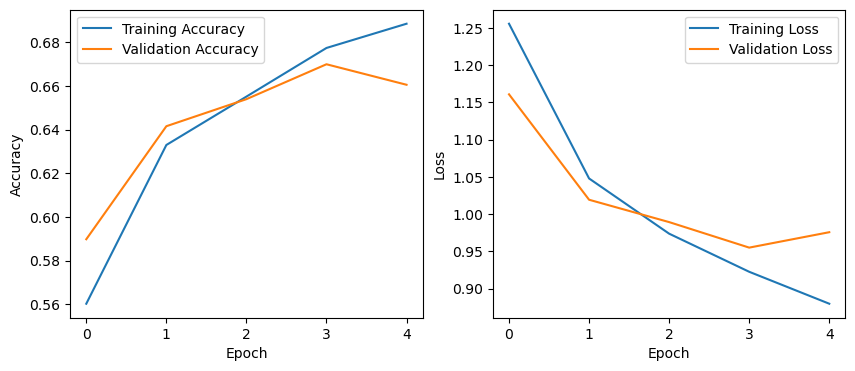 Training Accuracy
Validation Accuracy
0.68
0.66
0.64
0.62
0.60
0.58
0.56
Accuracy
0 1 2 3 4
Epoch
Training Loss
Validation Loss
1.25
1.20
1.15
1.10
1.05
1.00
0.95
0.90
Loss
0 1 2 3 4
Epoch